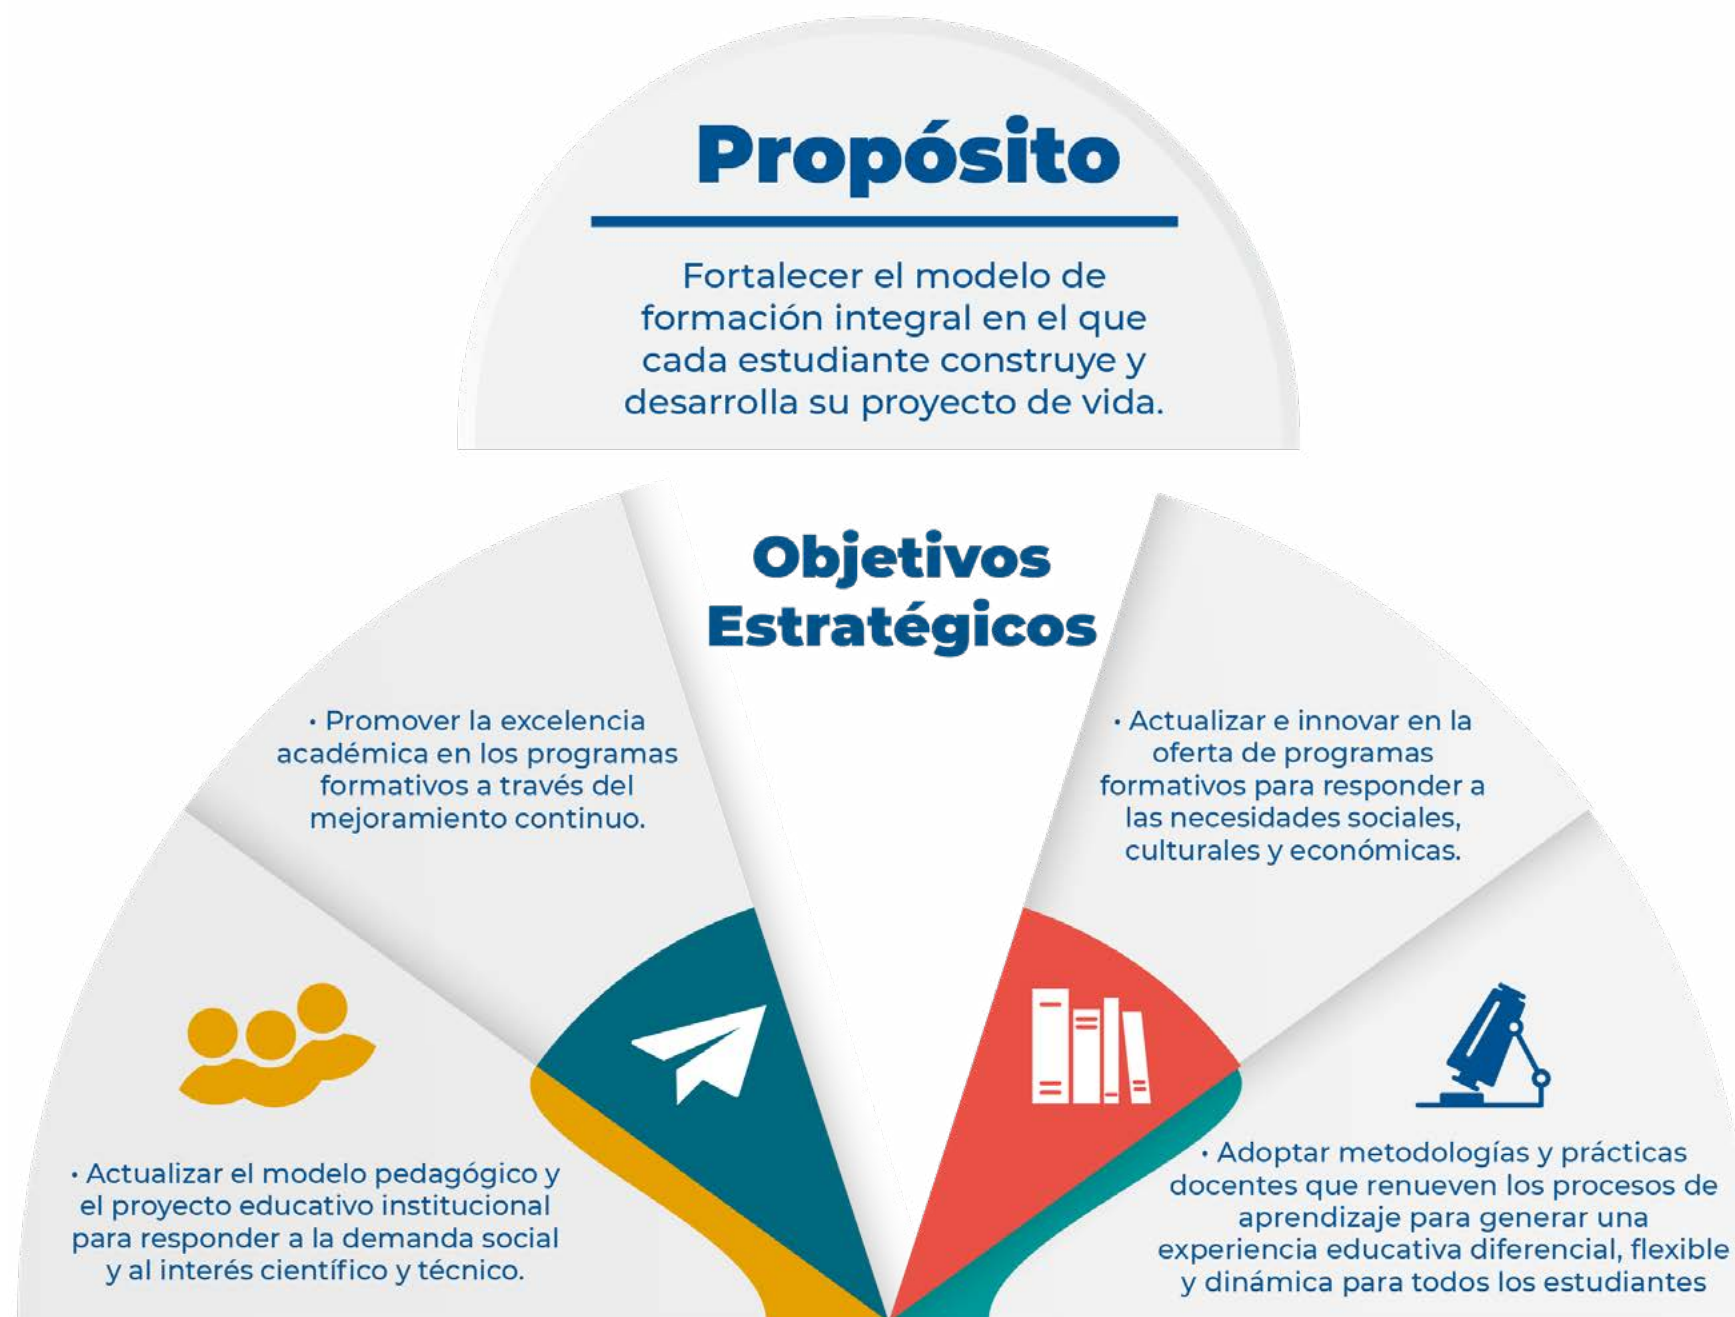 Propósito
Fortalecer el modelo de
formación integral en el que
cada estudiante construye y
desarrolla su proyecto de vida.
Objetivos
Estratégicos
• Promover la excelencia
académica en los programas
formativos a través del
mejoramiento continuo.
• Actualizar e innovar en la
oferta de programas
formativos para responder a
las necesidades sociales,
culturales y económicas.
• Actualizar el modelo pedagógico y
el proyecto educativo institucional
para responder a la demanda social
y al interés científico y técnico.
• Adoptar metodologías y prácticas
docentes que renueven los procesos de
aprendizaje para generar una
experiencia educativa diferencial, flexible
y dinámica para todos los estudiantes